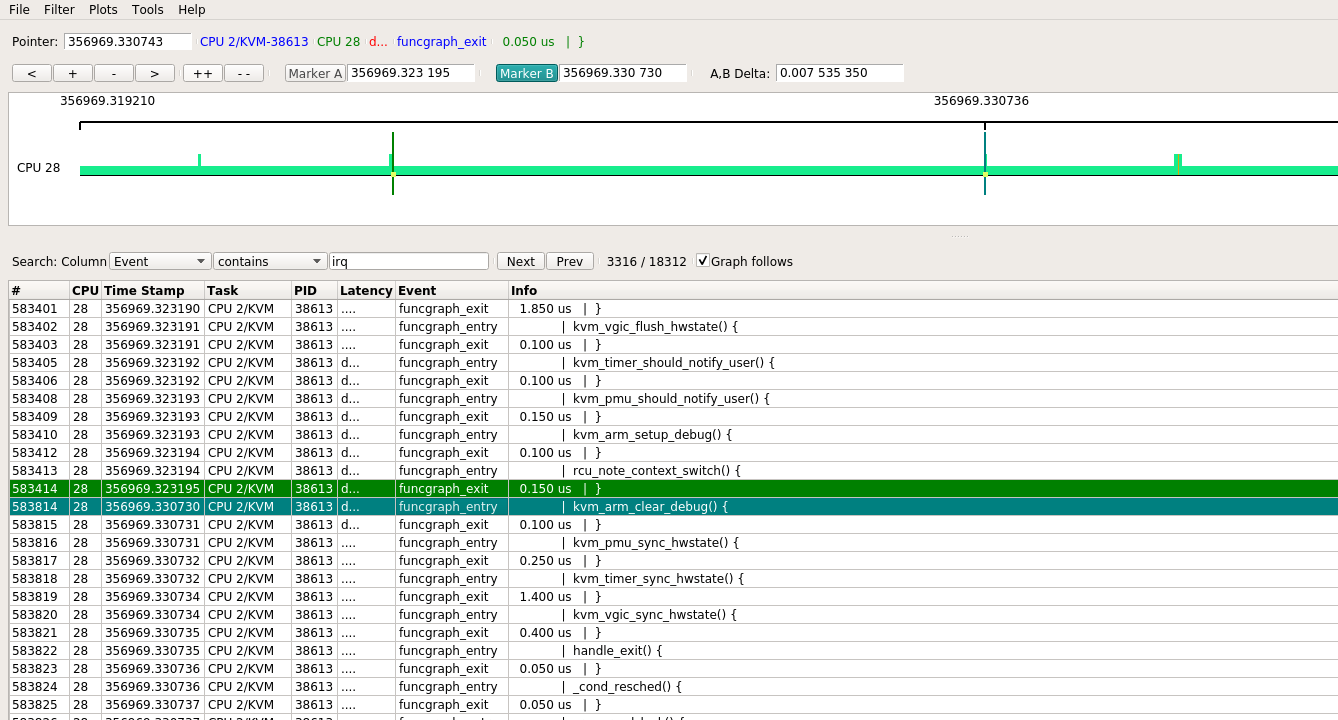 File Filter Plots Tools Help
Pointer: 356969.330743 CPU 2/KVM-38613 CPU 28 d... funcgraph_exit 0.050 us | }
< + - > ++ - - Marker A 356969.323 195 Marker B 356969.330 730 A,B Delta: 0.007 535 350
356969.319210 356969.330736
CPU 28
Search: Column Event contains irq Next Prev 3316 / 18312 Graph follows
# CPU Time Stamp Task PID Latency Event Info
583401 28 356969.323190 CPU 2/KVM 38613 .... funcgraph_exit 1.850 us | }
583402 28 356969.323191 CPU 2/KVM 38613 .... funcgraph_entry | kvm_vgic_flush_hwstate() {
583403 28 356969.323191 CPU 2/KVM 38613 .... funcgraph_exit 0.100 us | }
583405 28 356969.323192 CPU 2/KVM 38613 d... funcgraph_entry | kvm_timer_should_notify_user() {
583406 28 356969.323192 CPU 2/KVM 38613 d... funcgraph_exit 0.100 us | }
583408 28 356969.323193 CPU 2/KVM 38613 d... funcgraph_entry | kvm_pmu_should_notify_user() {
583409 28 356969.323193 CPU 2/KVM 38613 d... funcgraph_exit 0.150 us | }
583410 28 356969.323193 CPU 2/KVM 38613 d... funcgraph_entry | kvm_arm_setup_debug() {
583412 28 356969.323194 CPU 2/KVM 38613 d... funcgraph_exit 0.100 us | }
583413 28 356969.323194 CPU 2/KVM 38613 d... funcgraph_entry | rcu_note_context_switch() {
583414 28 356969.323195 CPU 2/KVM 38613 d... funcgraph_exit 0.150 us | }
583814 28 356969.330730 CPU 2/KVM 38613 d... funcgraph_entry | kvm_arm_clear_debug() {
583815 28 356969.330731 CPU 2/KVM 38613 d... funcgraph_exit 0.100 us | }
583816 28 356969.330731 CPU 2/KVM 38613 .... funcgraph_entry | kvm_pmu_sync_hwstate() {
583817 28 356969.330732 CPU 2/KVM 38613 .... funcgraph_exit 0.250 us | }
583818 28 356969.330732 CPU 2/KVM 38613 .... funcgraph_entry | kvm_timer_sync_hwstate() {
583819 28 356969.330734 CPU 2/KVM 38613 .... funcgraph_exit 1.400 us | }
583820 28 356969.330734 CPU 2/KVM 38613 .... funcgraph_entry | kvm_vgic_sync_hwstate() {
583821 28 356969.330735 CPU 2/KVM 38613 .... funcgraph_exit 0.400 us | }
583822 28 356969.330735 CPU 2/KVM 38613 .... funcgraph_entry | handle_exit() {
583823 28 356969.330736 CPU 2/KVM 38613 .... funcgraph_exit 0.050 us | }
583824 28 356969.330736 CPU 2/KVM 38613 .... funcgraph_entry | _cond_resched() {
583825 28 356969.330737 CPU 2/KVM 38613 .... funcgraph_exit 0.050 us | }